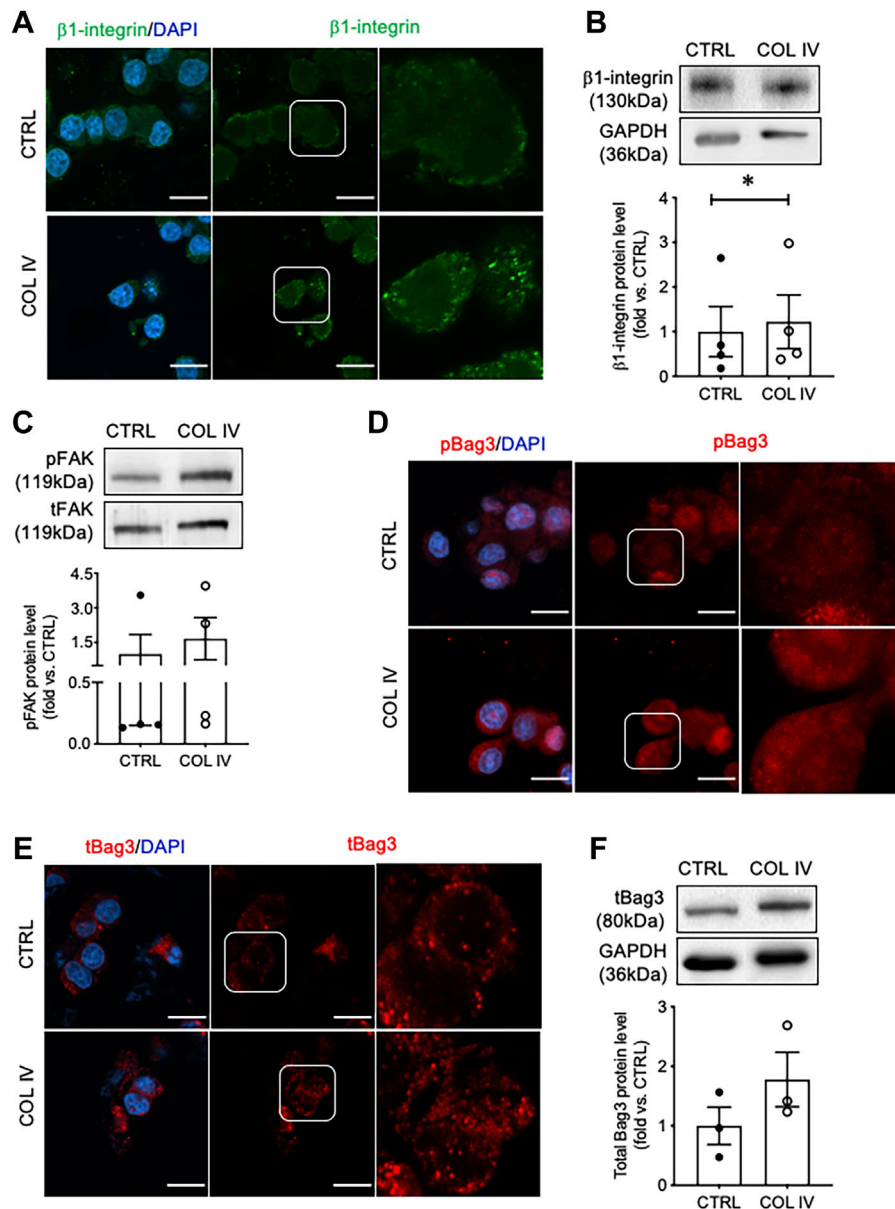 A
β1-integrin/DAPI
β1-integrin
CTRL
COL IV
B
CTRL COL IV
β1-integrin
(130kDa)
GAPDH
(36kDa)
*
β1-integrin protein level
(fold vs. CTRL)
4
3
2
1
0
CTRL COL IV
C
CTRL COL IV
pFAK
(119kDa)
tFAK
(119kDa)
pFAK protein level
(fold vs. CTRL)
4.5
3.0
1.5
0.5
0.0
CTRL COL IV
D
pBag3/DAPI
pBag3
CTRL
COL IV
E
tBag3/DAPI
tBag3
CTRL
COL IV
F
CTRL COL IV
tBag3
(80kDa)
GAPDH
(36kDa)
Total Bag3 protein level
(fold vs. CTRL)
3
2
1
0
CTRL COL IV